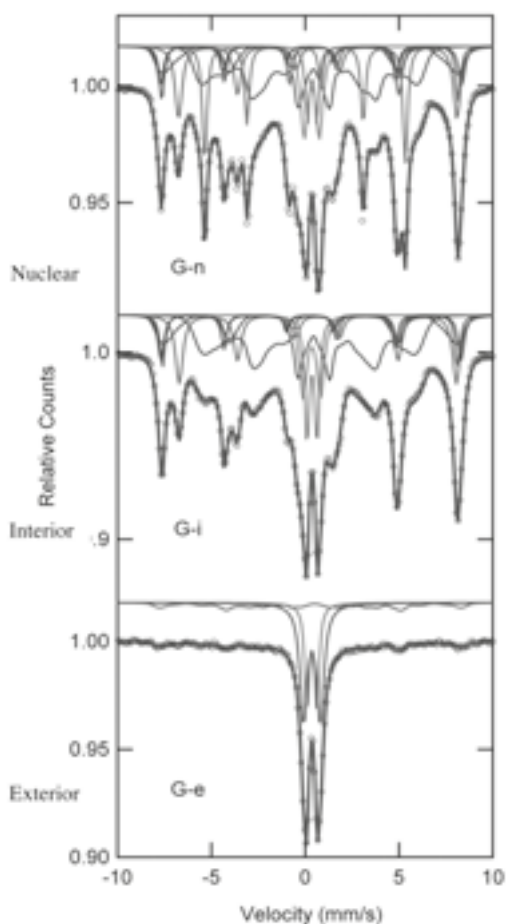 1.00
0.95
Nuclear
G-n
1.0
Relative Counts
Interior
.9
G-i
1.00
0.95
Exterior
G-e
0.90
-10 -5 0 5 10
Velocity (mm/s)